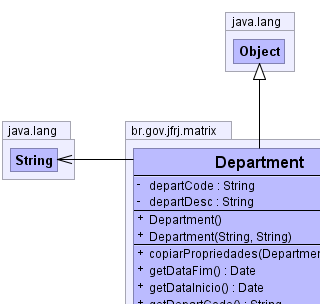 java.lang
Object
java.lang
String
br.gov.jfrj.matrix
Department
- departCode : String
- departDesc : String
+ Department()
+ Department(String, String)
+ copiarPropriedades(Departmen
+ getDataFim() : Date
+ getDataInicio() : Date
+ getDepartCode() : String